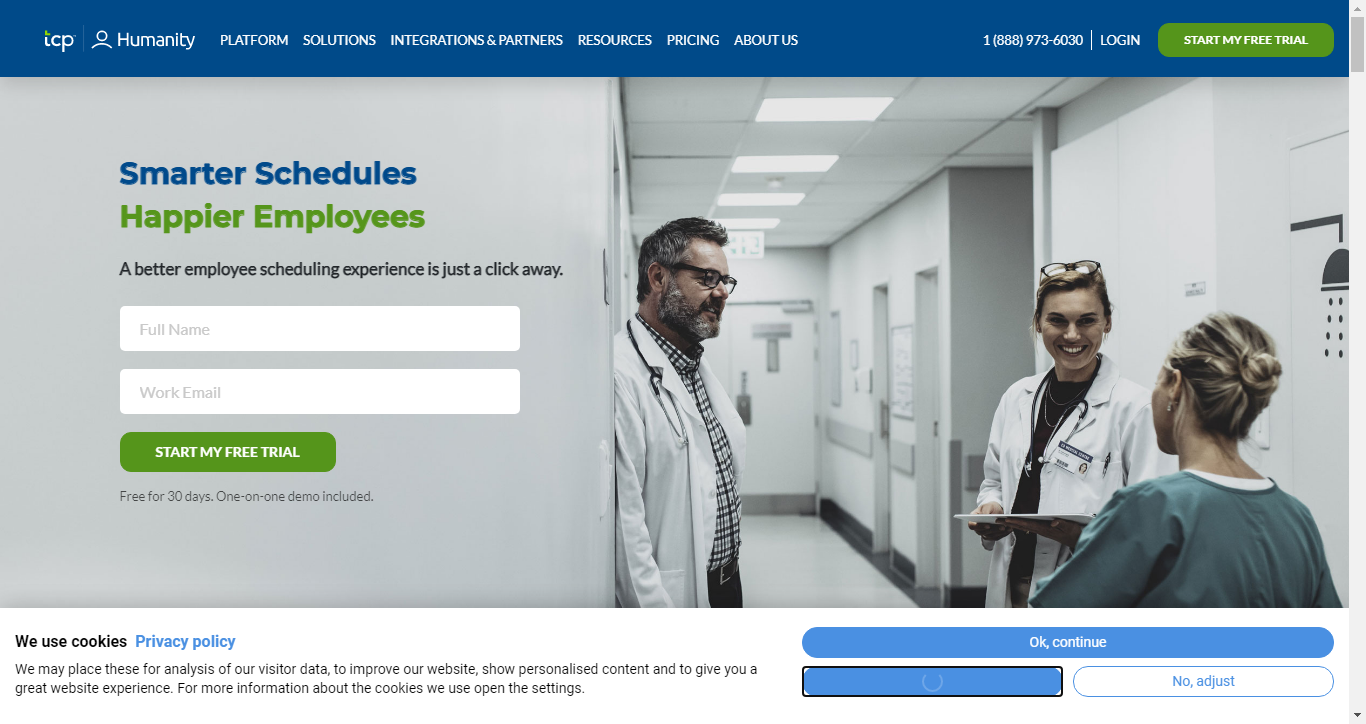 tcp Humanity PLATFORM SOLUTIONS INTEGRATIONS & PARTNERS RESOURCES PRICING ABOUT US 1 (888) 973-6030 LOGIN START MY FREE TRIAL
Smarter Schedules
Happier Employees
A better employee scheduling experience is just a click away.
Full Name
Work Email
START MY FREE TRIAL
Free for 30 days. One-on-one demo included.
We use cookies Privacy policy
We may place these for analysis of our visitor data, to improve our website, show personalised content and to give you a
great website experience. For more information about the cookies we use open the settings.
Ok, continue
No, adjust